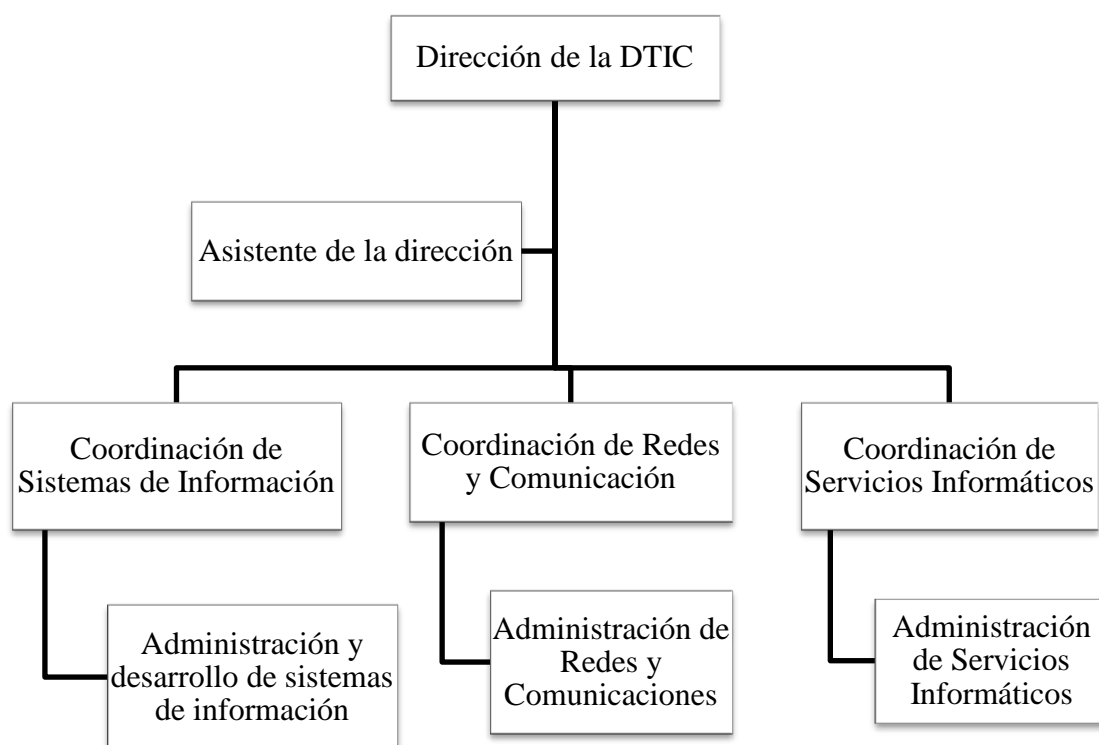 Dirección de la DTIC
Asistente de la dirección
Coordinación de
Sistemas de Información
Coordinación de Redes
y Comunicación
Coordinación de
Servicios Informáticos
Administración y
desarrollo de sistemas
de información
Administración de
Redes y
Comunicaciones
Administración
de Servicios
Informáticos